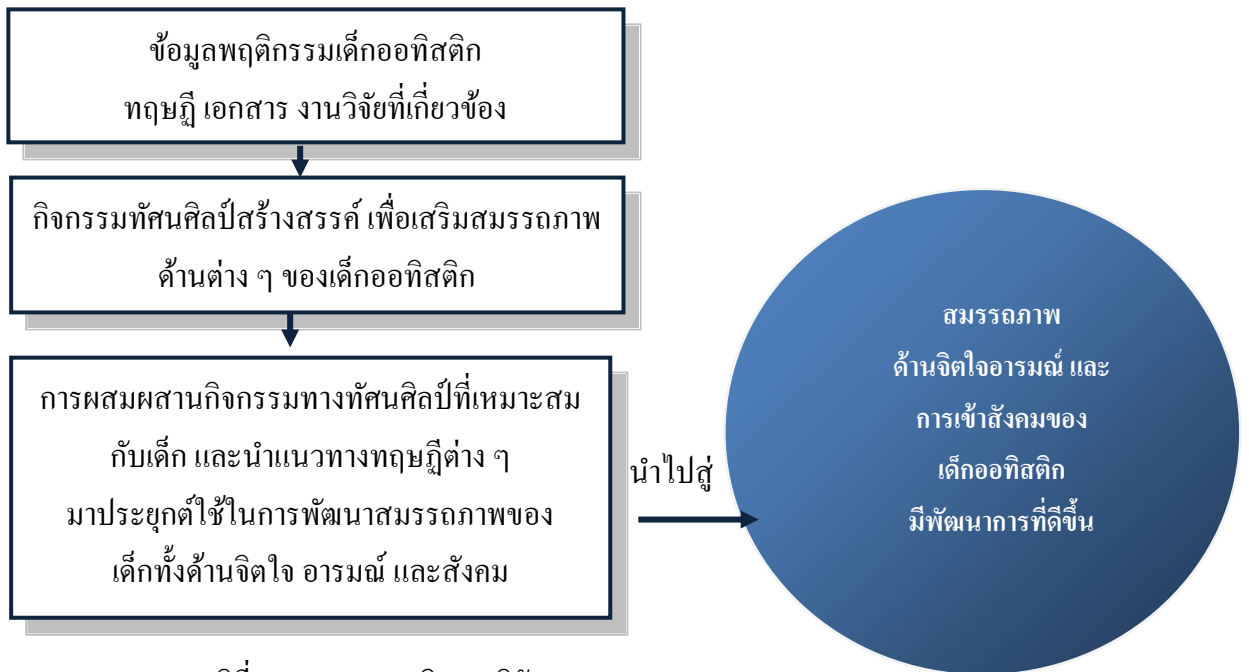 ข้อมูลพฤติกรรมเด็กออทิสติก
ทฤษฎี เอกสาร งานวิจัยที่เกี่ยวข้อง
กิจกรรมทัศนศิลป์สร้างสรรค์ เพื่อเสริมสมรรถภาพ
ด้านต่าง ๆ ของเด็กออทิสติก
การผสมผสานกิจกรรมทางทัศนศิลป์ที่เหมาะสม
กับเด็ก และนำแนวทางทฤษฎีต่าง ๆ
มาประยุกต์ใช้ในการพัฒนาสมรรถภาพของ
เด็กทั้งด้านจิตใจ อารมณ์ และสังคม
นำไปสู่
สมรรถภาพ
ด้านจิตใจอารมณ์ และ
การเข้าสังคมของ
เด็กออทิสติก
มีพัฒนาการที่ดีขึ้น